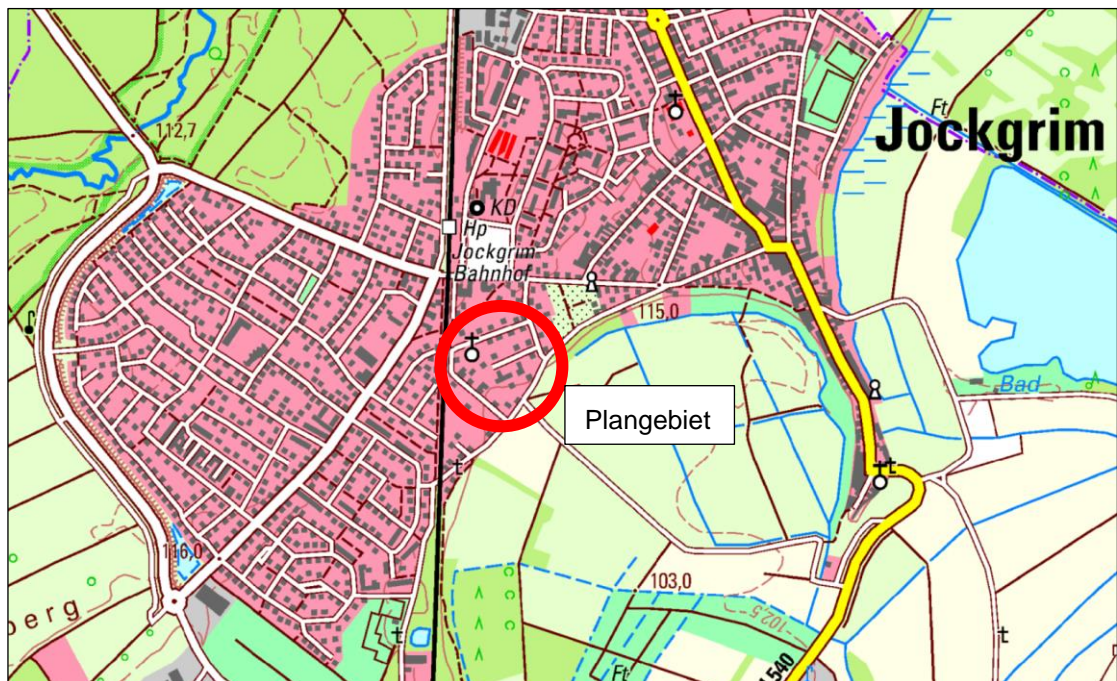 Ft
Jockgrim
112,7
KD
Hp
Jockgrim
Bahnhof
115,0
Bad
Plangebiet
116,0
berg
103,0
102,5
L 540
Ft